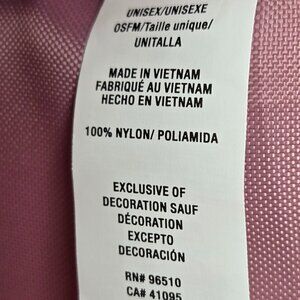 UNISEX/UNISEXE
OSFM/Taille unique/
UNITALLA
MADE IN VIETNAM
FABRIQUÉ AU VIETNAM
HECHO EN VIETNAM
100% NYLON/ POLIAMIDA
EXCLUSIVE OF
DECORATION SAUF
DÉCORATION
EXCEPTO
DECORACIÓN
RN# 96510
CA# 41095